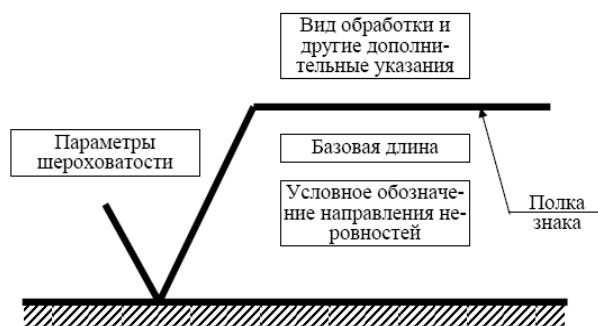 Вид обработки и
другие дополни-
тельные указания
Параметры
шероховатости
Базовая длина
Условное обозначе-
ние направления не-
ровностей
Полка
знака